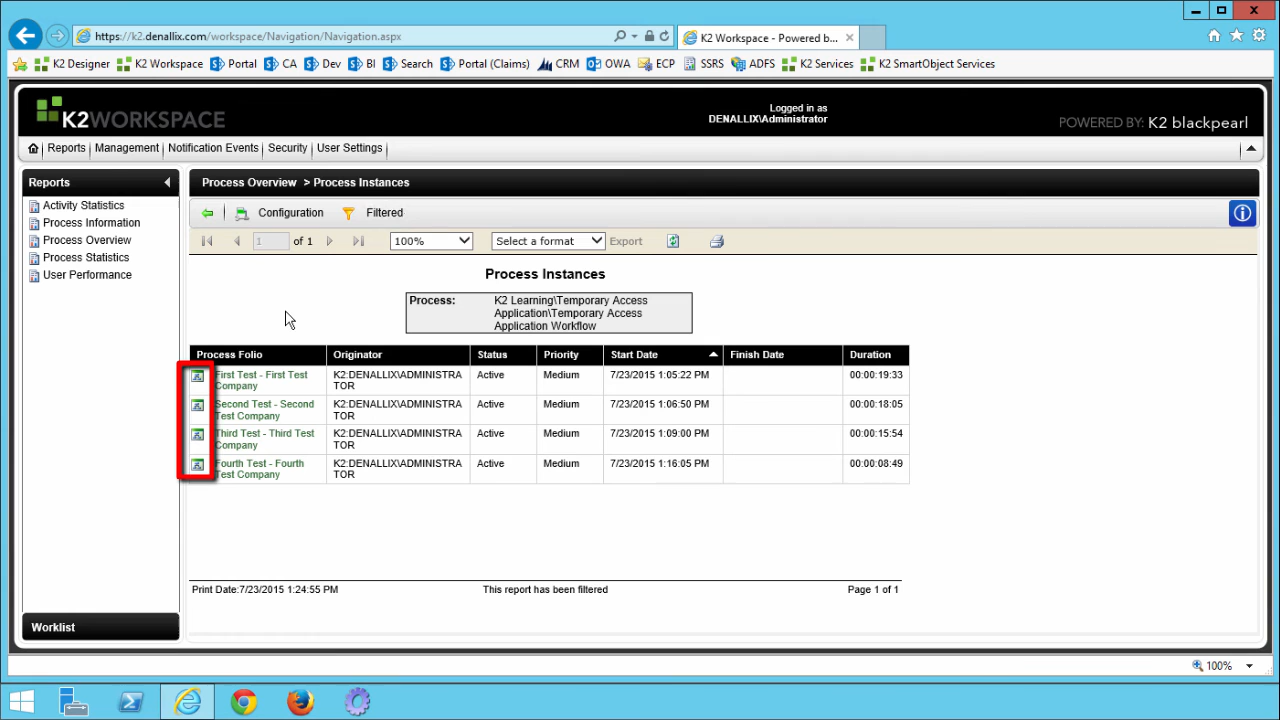 https://k2.denallix.com/workspace/Navigation/Navigation.aspx
K2 Workspace - Powered b...
K2 Designer K2 Workspace Portal CA Dev BI Search Portal (Claims) CRM OWA ECP SSRS ADFS K2 Services K2 SmartObject Services
K2WORKSPACE
Logged in as
DENALLIX\Administrator
POWERED BY: K2 blackpearl
Reports Management Notification Events Security User Settings
Reports
Activity Statistics
Process Information
Process Overview
Process Statistics
User Performance
Worklist
Process Overview > Process Instances
Configuration Filtered
1 of 1 100% Select a format Export
Process Instances
Process: K2 Learning\Temporary Access
Application\Temporary Access
Application Workflow
Process Folio Originator Status Priority Start Date Finish Date Duration
First Test - First Test K2:DENALLIX\ADMINISTRA Active Medium 7/23/2015 1:05:22 PM 00:00:19:33
Company TOR
Second Test - Second K2:DENALLIX\ADMINISTRA Active Medium 7/23/2015 1:06:50 PM 00:00:18:05
Test Company TOR
Third Test - Third Test K2:DENALLIX\ADMINISTRA Active Medium 7/23/2015 1:09:00 PM 00:00:15:54
Company TOR
Fourth Test - Fourth K2:DENALLIX\ADMINISTRA Active Medium 7/23/2015 1:16:05 PM 00:00:08:49
Test Company TOR
Print Date:7/23/2015 1:24:55 PM This report has been filtered Page 1 of 1
100%